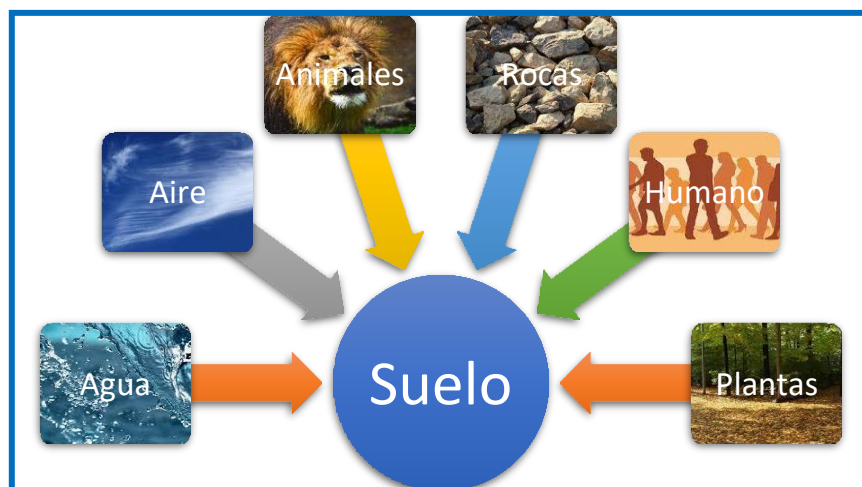 Animales
Rocas
Aire
Humano
Agua
Suelo
Plantas